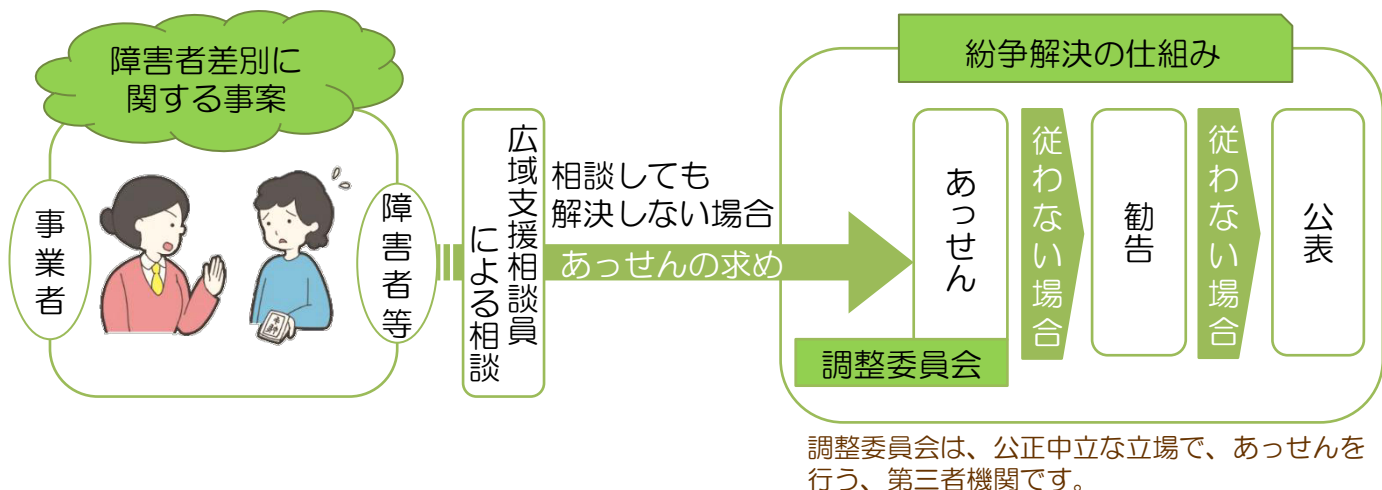 障害者差別に
関する事案
事業者
障害者等
広域支援相談員
による相談
相談しても
解決しない場合
あっせんの求め
紛争解決の仕組み
あっせん
調整委員会
従わない場合
勧告
従わない場合
公表
調整委員会は、公正中立な立場で、あっせんを
行う、第三者機関です。